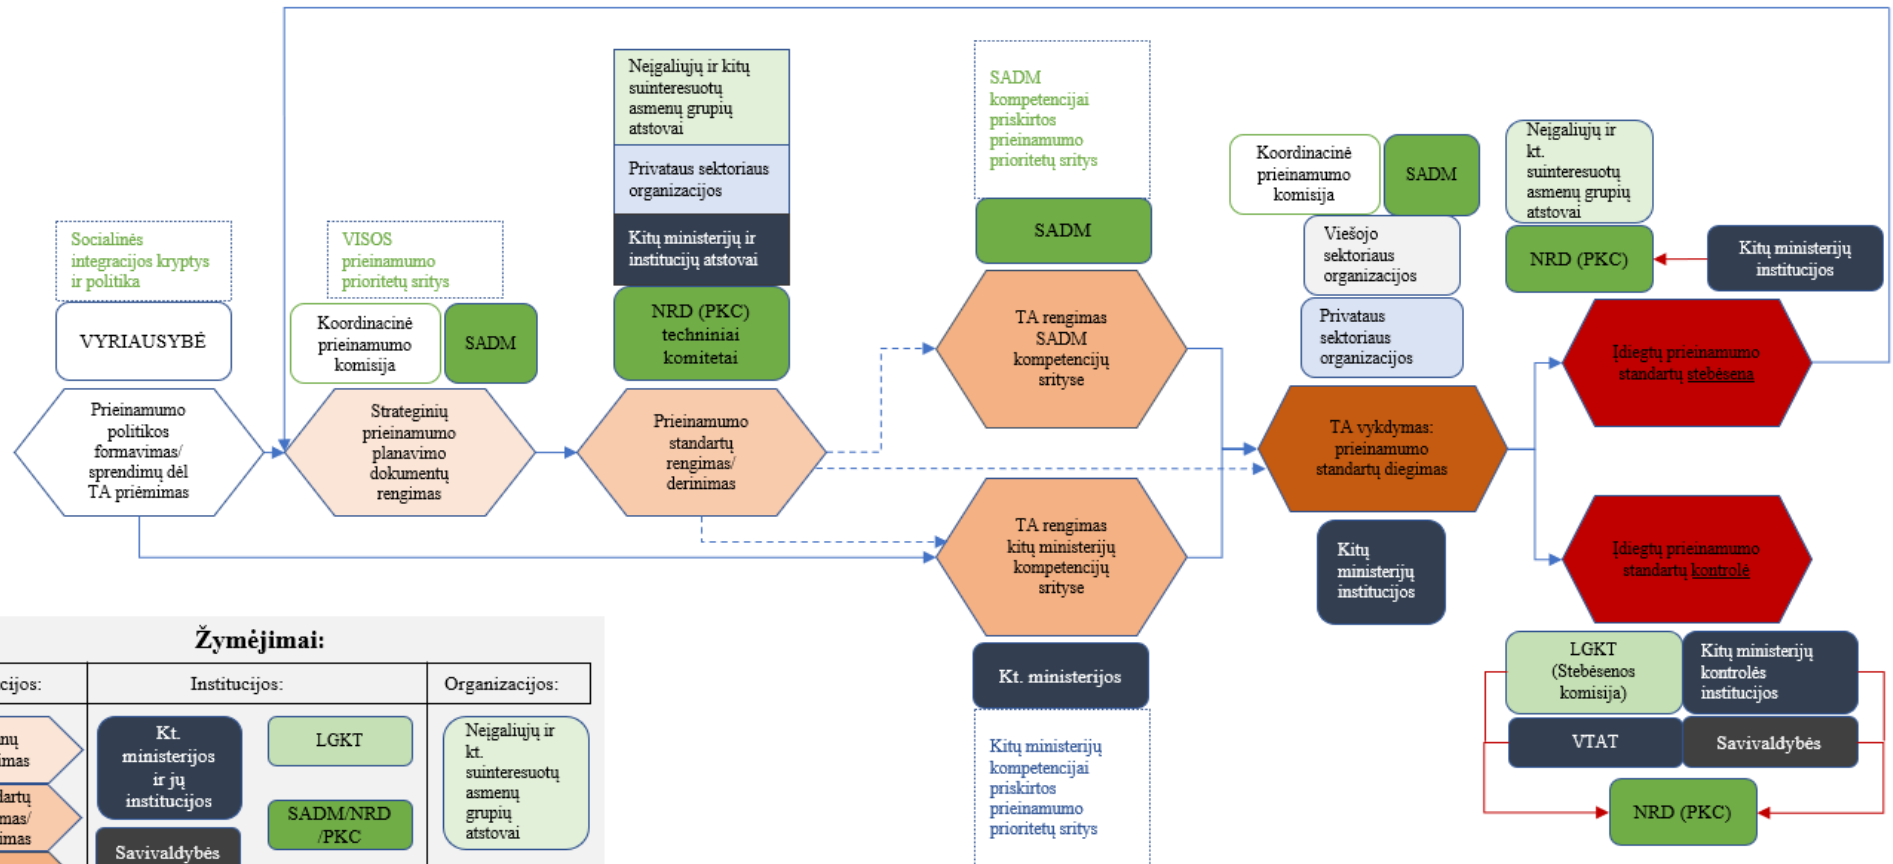 Socialinės
integracijos kryptys
ir politika
VYRIAUSYBĖ
Prieinamumo
politikos
formavimas/
sprendimų dėl
TA priėmimas
VISOS
prieinamumo
prioritetų sritys
Koordinacinė
prieinamumo
komisija
SADM
Strateginių
prieinamumo
planavimo
dokumentų
rengimas
Neįgaliųjų ir kitų
suinteresuotų
asmenų grupių
atstovai
Privataus sektoriaus
organizacijos
Kitų ministerijų ir
institucijų atstovai
NRD (PKC)
techniniai
komitetai
Prieinamumo
standartų
rengimas/
derinimas
SADM
kompetencijai
priskirtos
prieinamumo
prioritetų sritys
SADM
TA rengimas
SADM
kompetencijų
srityse
TA rengimas
kitų ministerijų
kompetencijų
srityse
Kt. ministerijos
Kitų ministerijų
kompetencijai
priskirtos
prieinamumo
prioritetų sritys
Koordinacinė
prieinamumo
komisija
SADM
Viešojo
sektoriaus
organizacijos
Privataus
sektoriaus
organizacijos
TA vykdymas:
prieinamumo
standartų diegimas
Kitų
ministerijų
institucijos
Neįgaliųjų ir
kt.
suinteresuotų
asmenų grupių
atstovai
NRD (PKC)
Kitų ministerijų
institucijos
Įdiegtų prieinamumo
standartų stebėsena
Įdiegtų prieinamumo
standartų kontrolė
LGKT
(Stebėsenos
komisija)
Kitų ministerijų
kontrolės
institucijos
VTAT
Savivaldybės
NRD (PKC)
Žymėjimai:
Institucijos:
Organizacijos:
Kt.
ministerijos
ir jų
institucijos
LGKT
SADM/NRD
/PKC
Savivaldybės
Neįgaliųjų ir
kt.
suinteresuotų
asmenų
grupių
atstovai